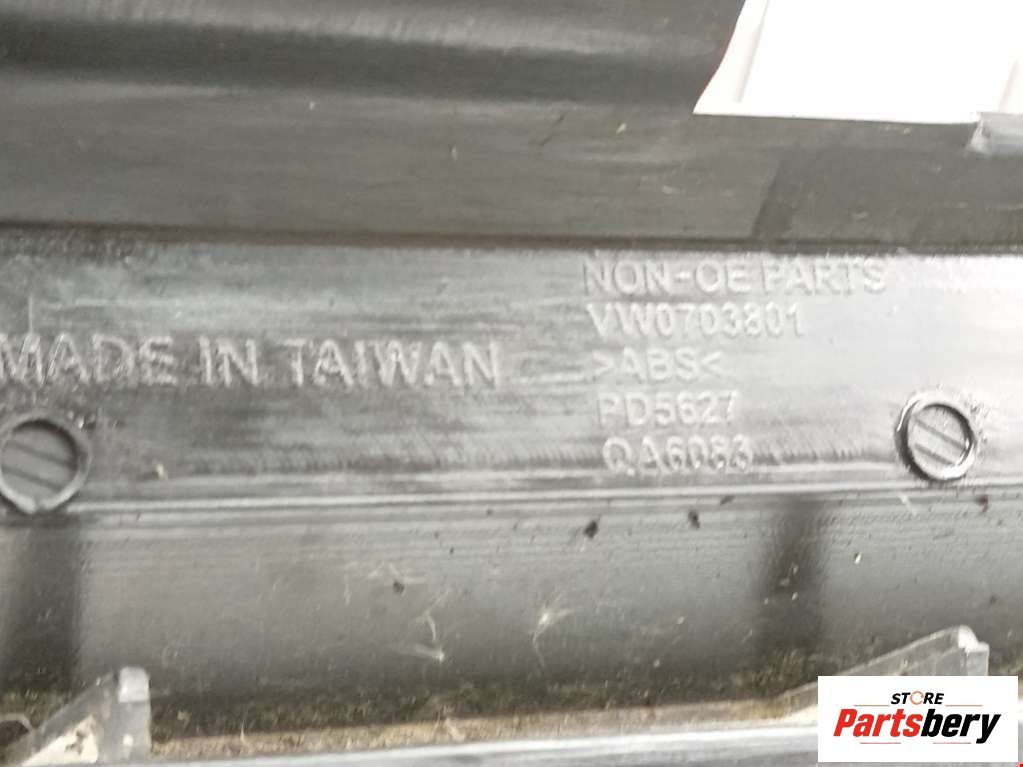 NON-OE PARTS
VW0703801
MADE IN TAIWAN
>ABS<
PD5627
QA6083
STORE
Partsbery